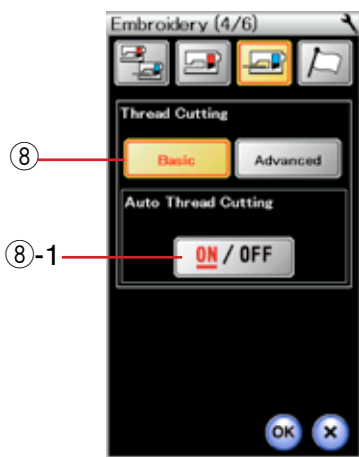 Embroidery (4/6)
Thread Cutting
⑧
Basic Advanced
Auto Thread Cutting
⑧-1
ON / OFF
OK ×